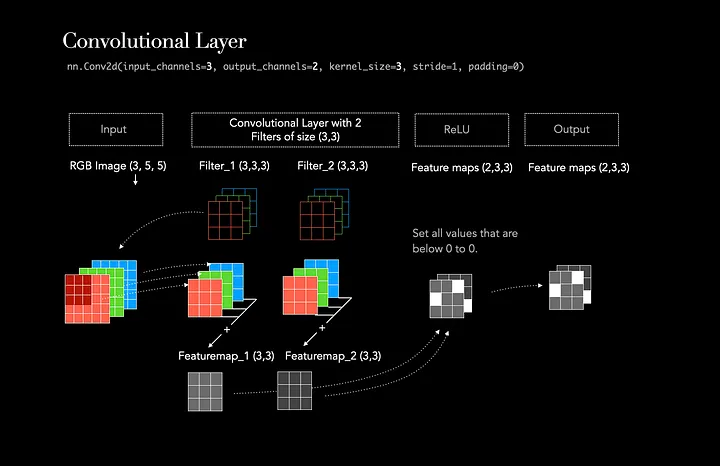 Convolutional Layer
nn.Conv2d(input_channels=3, output_channels=2, kernel_size=3, stride=1, padding=0)
Input
Convolutional Layer with 2
Filters of size (3,3)
ReLU
Output
RGB Image (3, 5, 5)
Filter_1 (3,3,3)
Filter_2 (3,3,3)
Feature maps (2,3,3)
Feature maps (2,3,3)
Set all values that are
below 0 to 0.
+
+
Featuremap_1 (3,3)
Featuremap_2 (3,3)